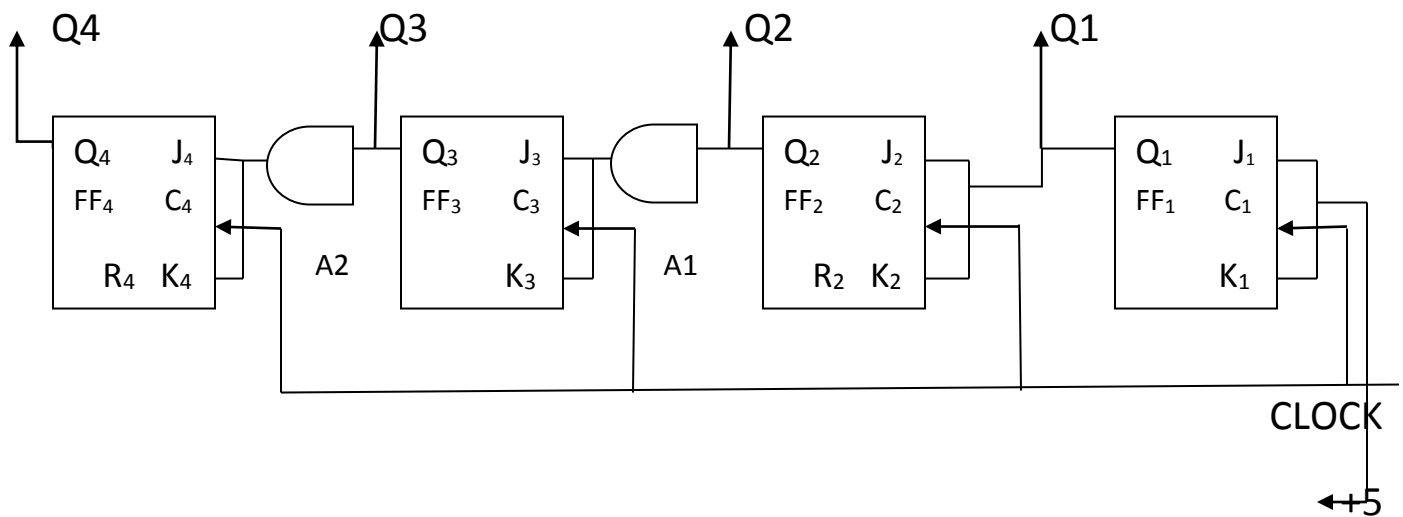 Q4 Q3 Q2 Q1
Q₄ J₄ Q₃ J₃ Q₂ J₂ Q₁ J₁
FF₄ C₄ FF₃ C₃ FF₂ C₂ FF₁ C₁
R₄ K₄ A2 K₃ A1 R₂ K₂ K₁
CLOCK
+5